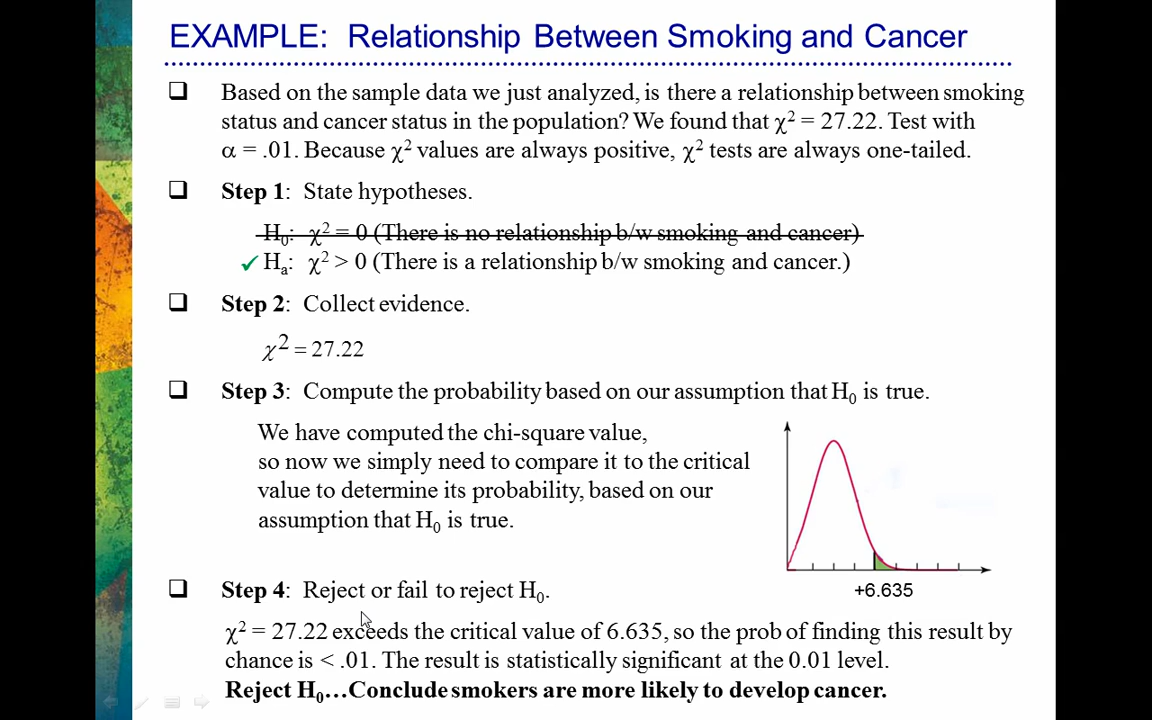 EXAMPLE: Relationship Between Smoking and Cancer
Based on the sample data we just analyzed, is there a relationship between smoking
status and cancer status in the population? We found that χ² = 27.22. Test with
α = .01. Because χ² values are always positive, χ² tests are always one-tailed.
Step 1: State hypotheses.
H₀: χ² = 0 (There is no relationship b/w smoking and cancer)
✓ Hₐ: χ² > 0 (There is a relationship b/w smoking and cancer.)
Step 2: Collect evidence.
χ² = 27.22
Step 3: Compute the probability based on our assumption that H₀ is true.
We have computed the chi-square value,
so now we simply need to compare it to the critical
value to determine its probability, based on our
assumption that H₀ is true.
+6.635
Step 4: Reject or fail to reject H₀.
χ² = 27.22 exceeds the critical value of 6.635, so the prob of finding this result by
chance is < .01. The result is statistically significant at the 0.01 level.
Reject H₀…Conclude smokers are more likely to develop cancer.